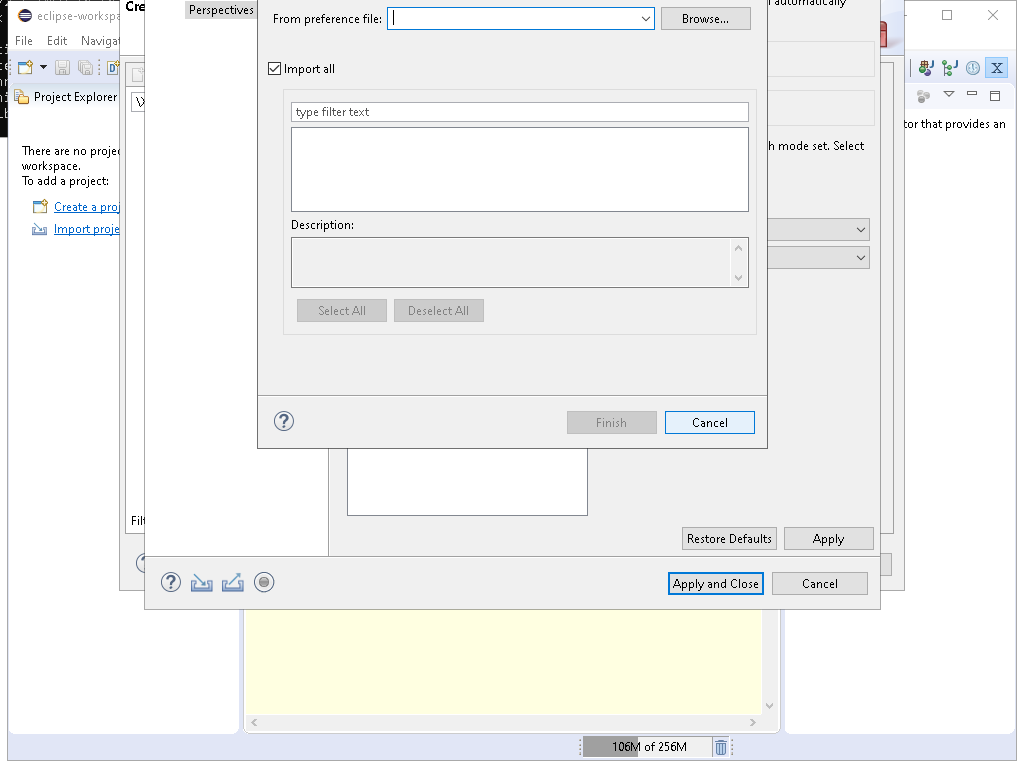 eclipse-workspa
Cre
Perspectives
From preference file:
Browse...
automatically
File Edit Navigat
Import all
Project Explorer
type filter text
tor that provides an
h mode set. Select
There are no projec
workspace.
To add a project:
Create a proj
Import proje
Description:
Select All
Deselect All
Finish
Cancel
Filt
Restore Defaults
Apply
Apply and Close
Cancel
106M of 256M